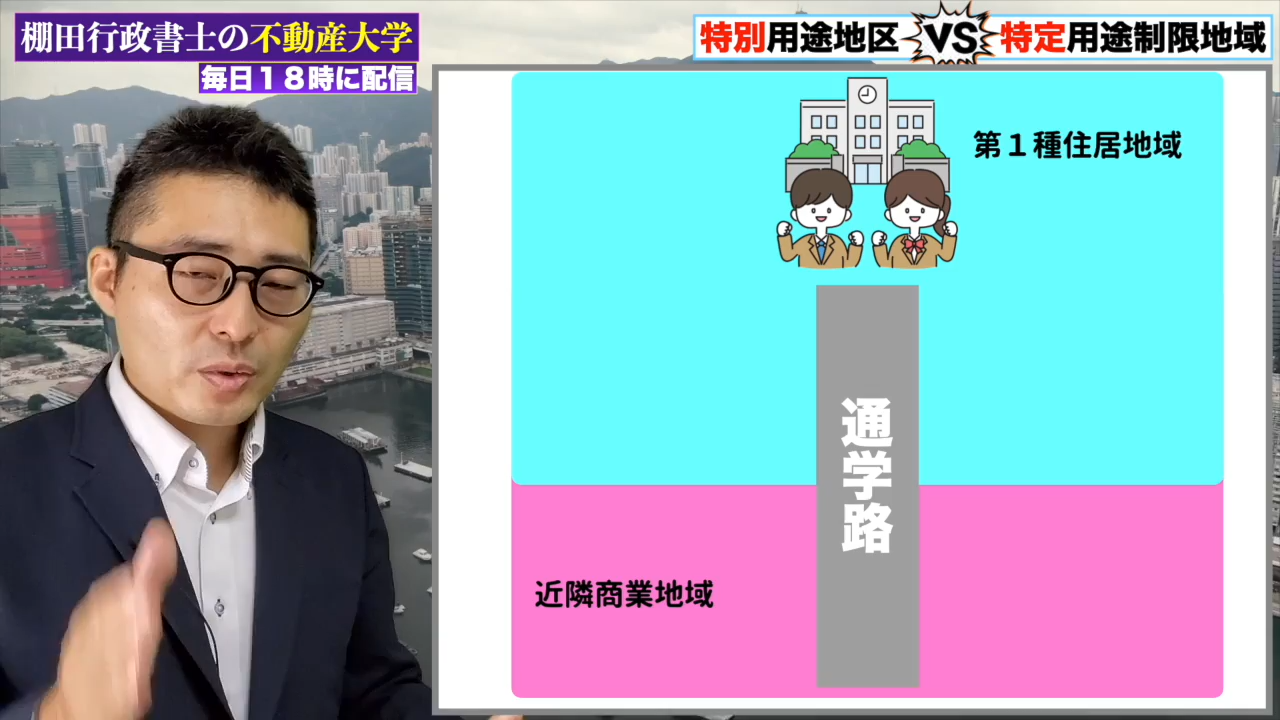 棚田行政書士の不動産大学
毎日１８時に配信
特別用途地区 VS 特定用途制限地域
第１種住居地域
通学路
近隣商業地域